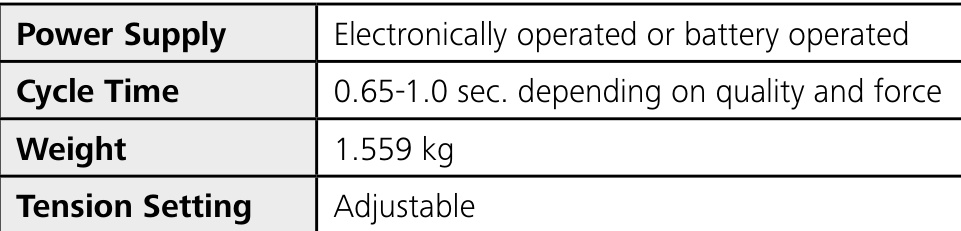 Power Supply Electronically operated or battery operated
Cycle Time 0.65-1.0 sec. depending on quality and force
Weight 1.559 kg
Tension Setting Adjustable